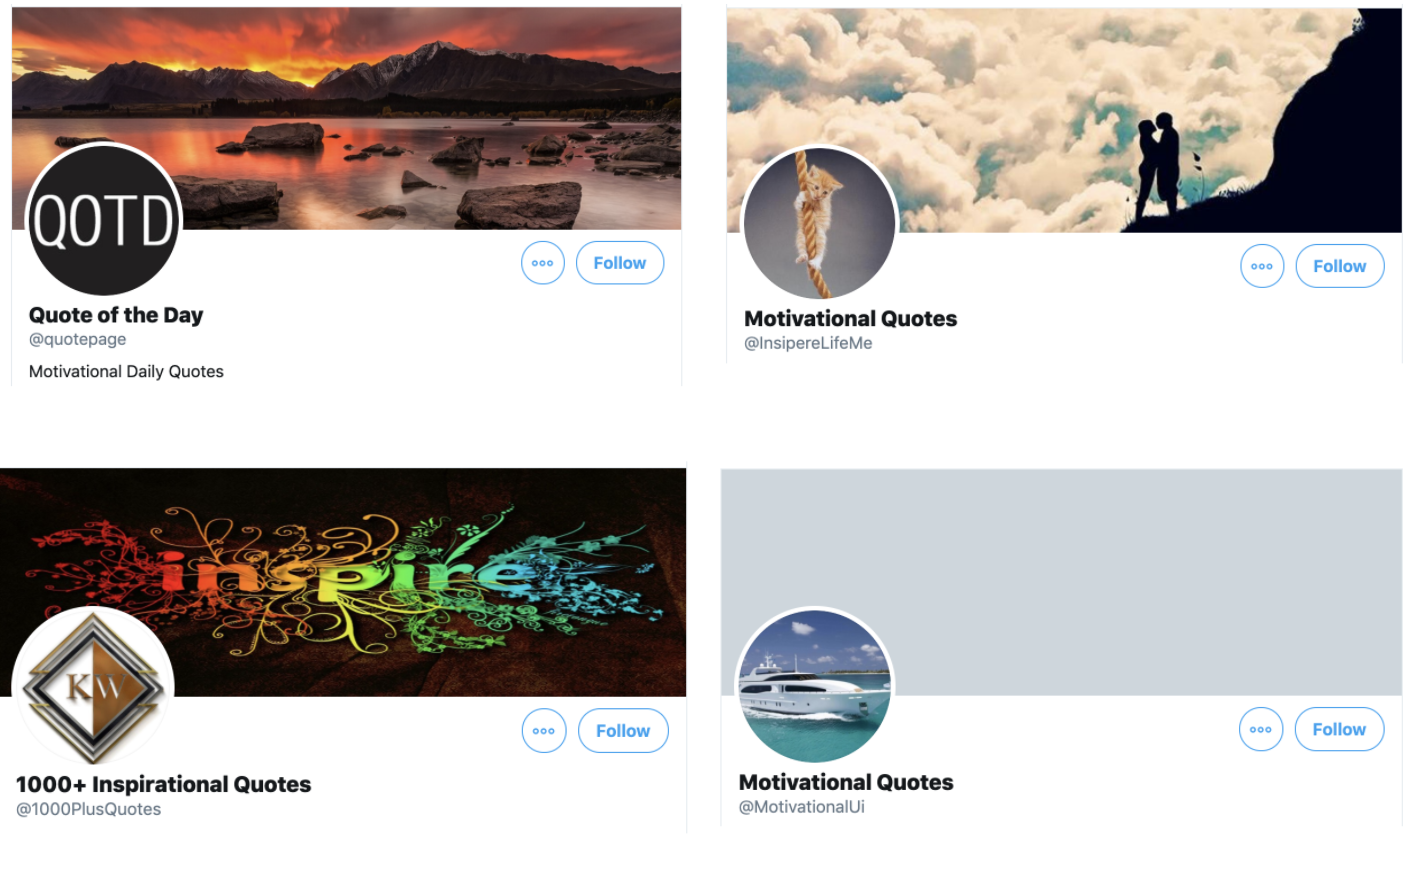 QOTD
Follow
Quote of the Day
@quotepage
Motivational Daily Quotes
Follow
Motivational Quotes
@InsipereLifeMe
inspire
KW
Follow
1000+ Inspirational Quotes
@1000PlusQuotes
Follow
Motivational Quotes
@MotivationalUi